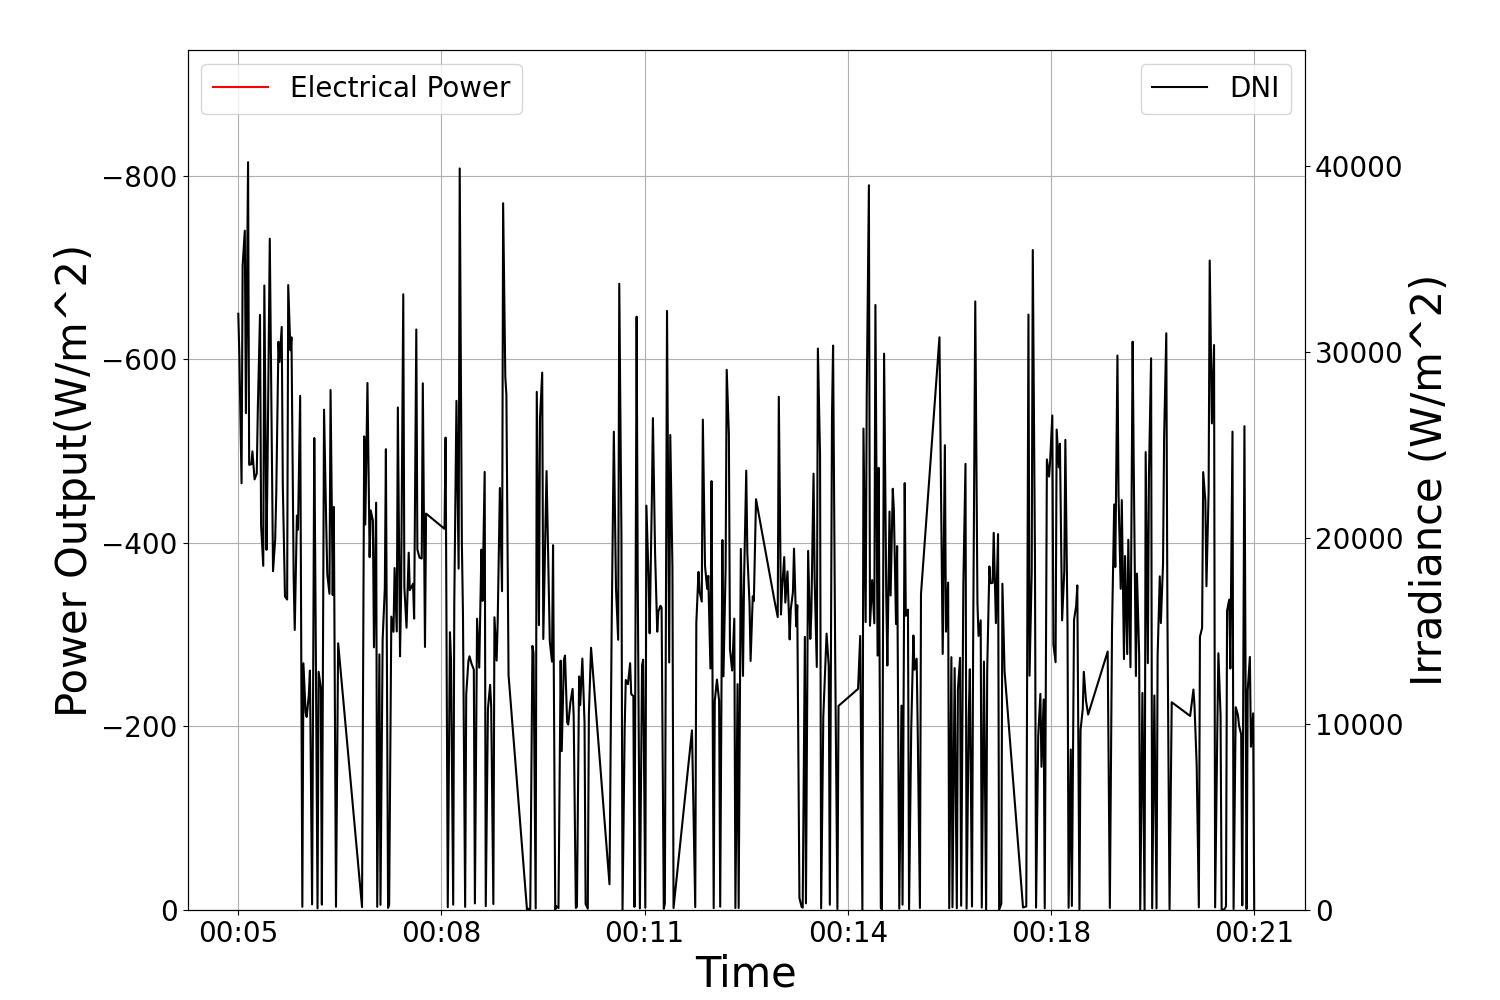 Electrical Power
DNI
−800
−600
−400
−200
0
Power Output(W/m^2)
40000
30000
20000
10000
0
Irradiance (W/m^2)
00:05 00:08 00:11 00:14 00:18 00:21
Time